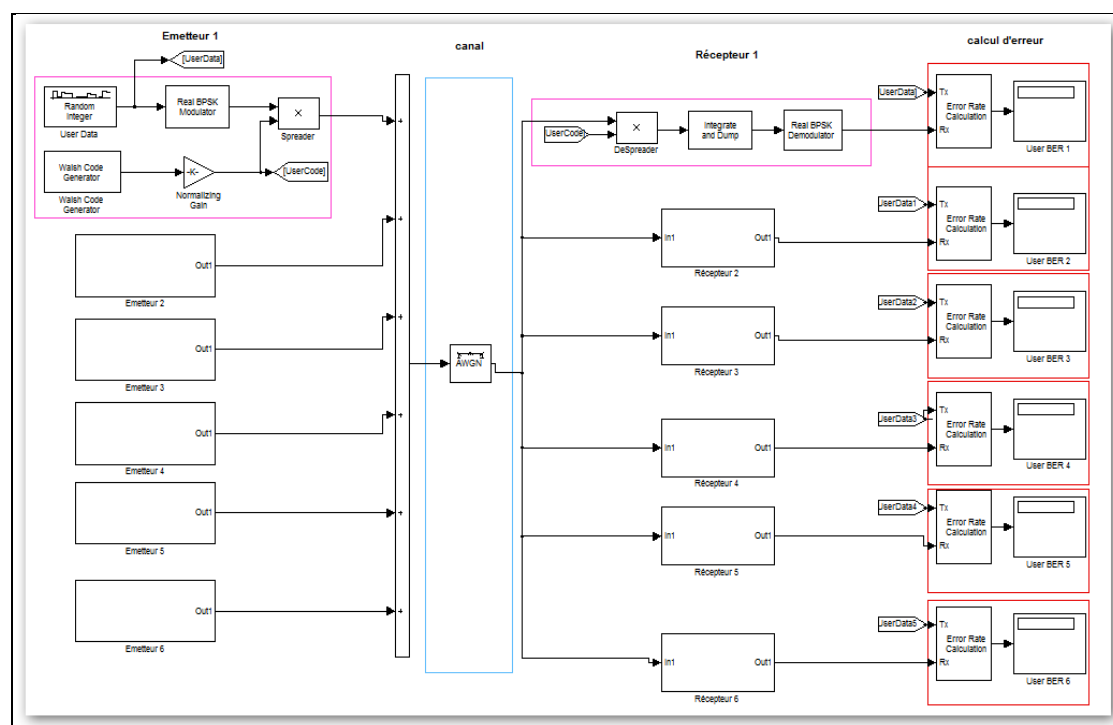 Emetteur 1
canal
Récepteur 1
calcul d'erreur
[UserData]
Random
Integer
User Data
Real BPSK
Modulator
×
Spreader
Walsh Code
Generator
Walsh Code
Generator
-K-
Normalizing
Gain
[UserCode]
Out1
Emetteur 2
Out1
Emetteur 3
Out1
Emetteur 4
Out1
Emetteur 5
Out1
Emetteur 6
+
+
+
+
+
+
AWGN
UserCode]
×
DeSpreader
Integrate
and Dump
Real BPSK
Demodulator
In1
Out1
Récepteur 2
In1
Out1
Récepteur 3
In1
Out1
Récepteur 4
In1
Out1
Récepteur 5
In1
Out1
Récepteur 6
UserData]
Tx
Rx
Error Rate
Calculation
User BER 1
UserData1
Tx
Rx
Error Rate
Calculation
User BER 2
UserData2
Tx
Rx
Error Rate
Calculation
User BER 3
UserData3
Tx
Rx
Error Rate
Calculation
User BER 4
UserData4
Tx
Rx
Error Rate
Calculation
User BER 5
UserData5
Tx
Rx
Error Rate
Calculation
User BER 6